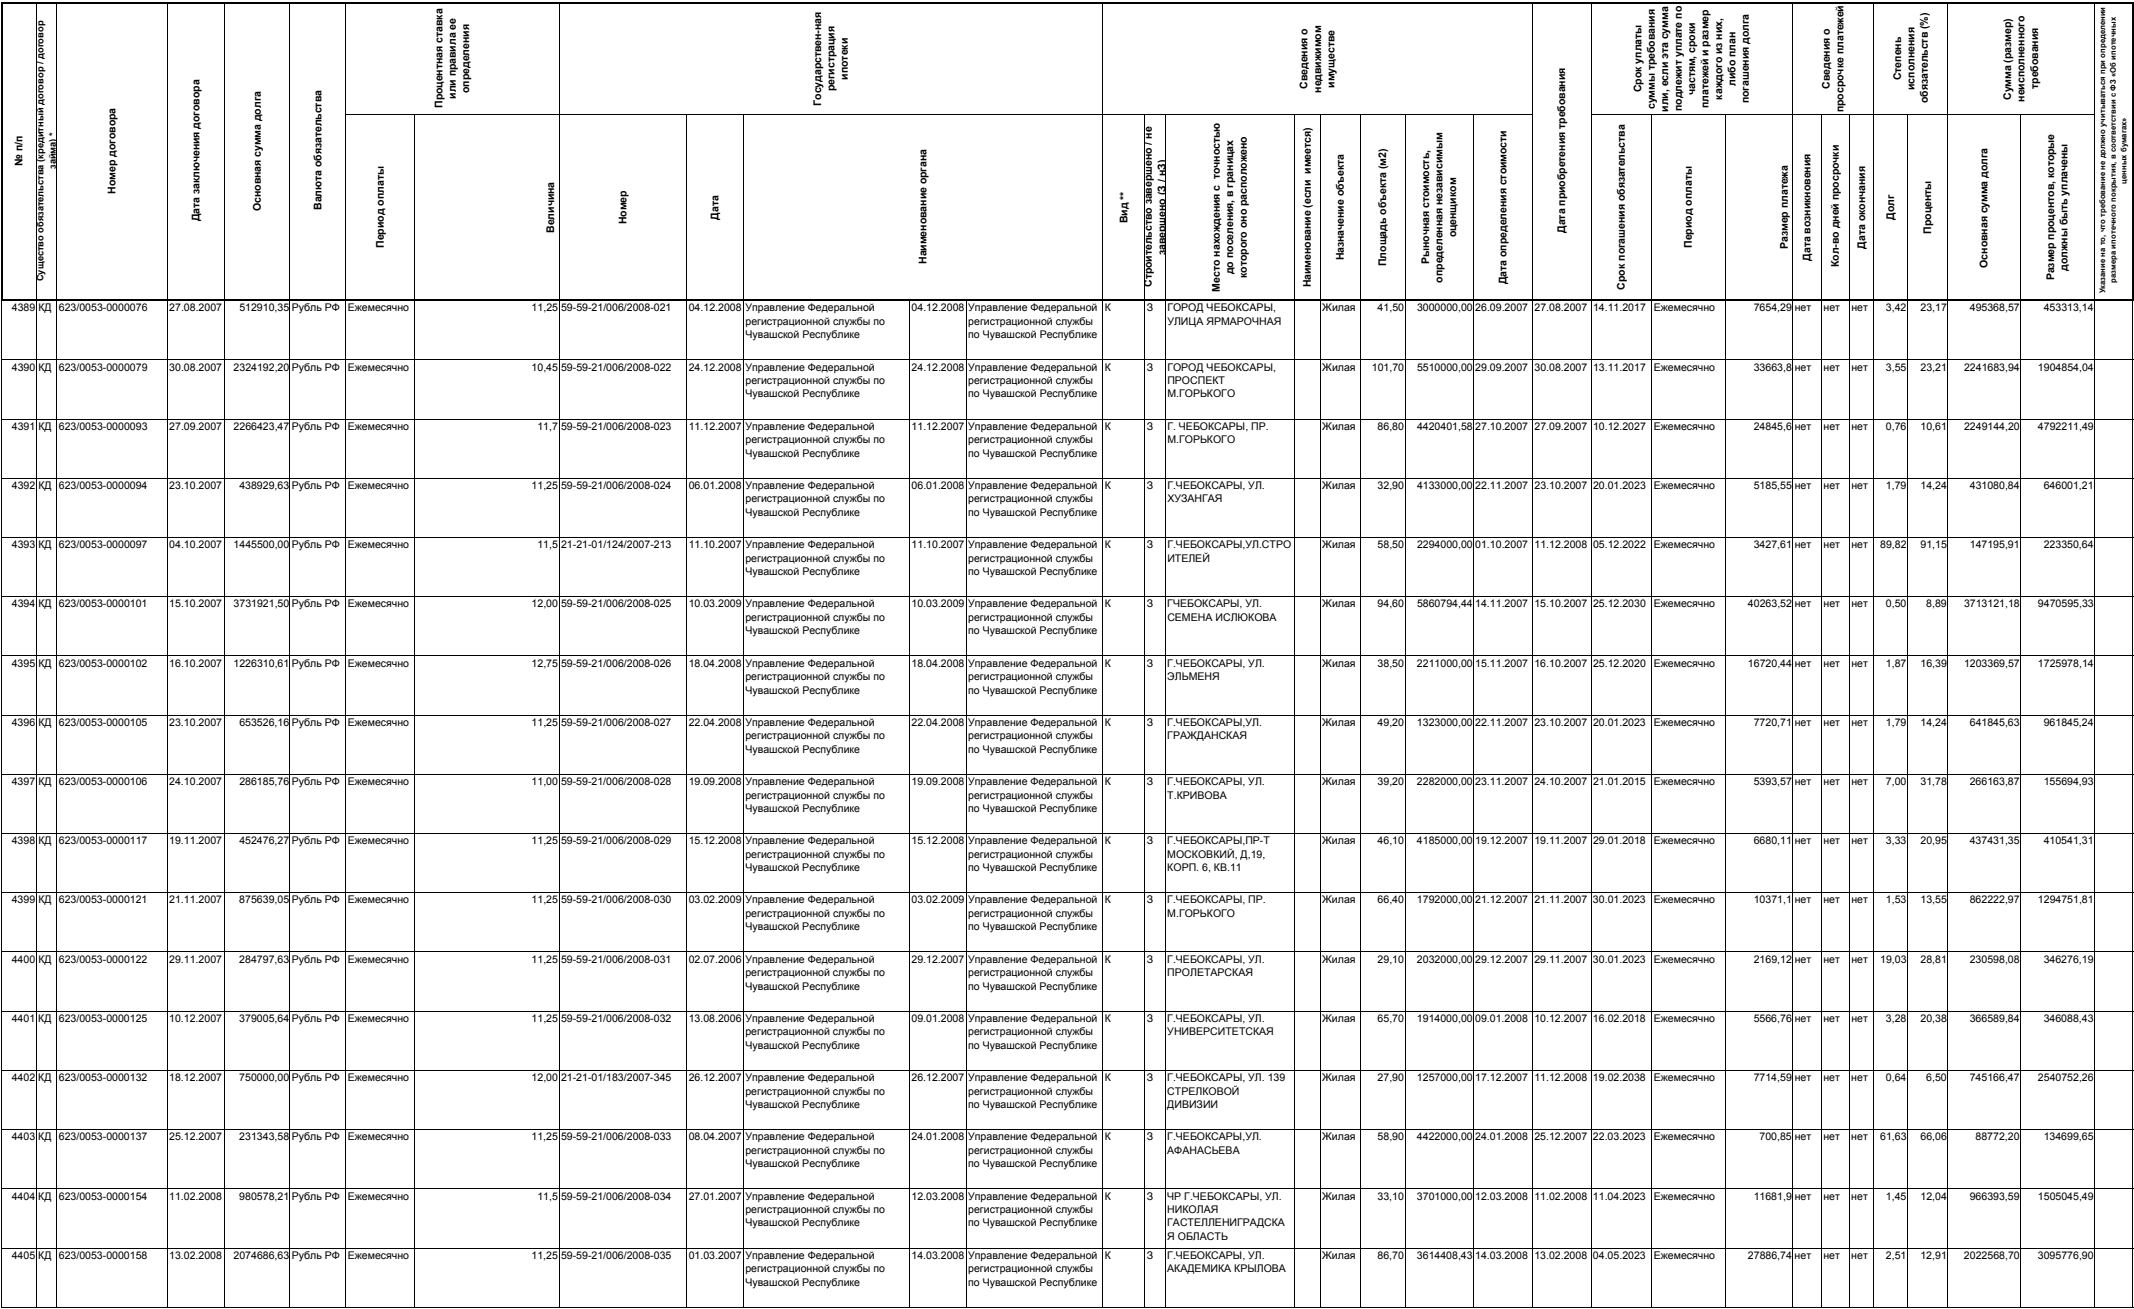 № п/п
Существо обязательства (кредитный договор / договор займа) *
Номер договора
Дата заключения договора
Основная сумма долга
Валюта обязательства
Процентная ставка или правила ее определения
Период оплаты
Величина
Государствен-ная регистрация ипотеки
Номер
Дата
Наименование органа
Сведения о недвижимом имуществе
Вид **
Строительство завершено / не завершено (З / нЗ)
Место нахождения с точностью до поселения, в границах которого оно расположено
Наименование (если имеется)
Назначение объекта
Площадь объекта (м2)
Рыночная стоимость, определенная независимым оценщиком
Дата определения стоимости
Дата приобретения требования
Срок уплаты суммы требования или, если эта сумма подлежит уплате по частям, сроки платежей и размер каждого из них, либо план погашения долга
Срок погашения обязательства
Период оплаты
Размер платежа
Сведения о просрочке платежей
Дата возникновения
Кол-во дней просрочки
Дата окончания
Степень исполнения обязательств (%)
Долг
Проценты
Сумма (размер) неисполненного требования
Основная сумма долга
Размер процентов, которые должны быть уплачены
Указание на то, что требование не должно учитываться при определении размера ипотечного покрытия, в соответствии с ФЗ «Об ипотечных ценных бумагах»
4389 КД 623/0053-0000076 27.08.2007 512910,35 Рубль РФ Ежемесячно 11,25 59-59-21/006/2008-021 04.12.2008 Управление Федеральной 04.12.2008 Управление Федеральной К З ГОРОД ЧЕБОКСАРЫ, Жилая 41,50 3000000,00 26.09.2007 27.08.2007 14.11.2017 Ежемесячно 7654,29 нет нет нет 3,42 23,17 495368,57 453313,14
регистрационной службы по регистрационной службы УЛИЦА ЯРМАРОЧНАЯ
Чувашской Республике по Чувашской Республике
4390 КД 623/0053-0000079 30.08.2007 2324192,20 Рубль РФ Ежемесячно 10,45 59-59-21/006/2008-022 24.12.2008 Управление Федеральной 24.12.2008 Управление Федеральной К З ГОРОД ЧЕБОКСАРЫ, Жилая 101,70 5510000,00 29.09.2007 30.08.2007 13.11.2017 Ежемесячно 33663,8 нет нет нет 3,55 23,21 2241683,94 1904854,04
регистрационной службы по регистрационной службы ПРОСПЕКТ
Чувашской Республике по Чувашской Республике М.ГОРЬКОГО
4391 КД 623/0053-0000093 27.09.2007 2266423,47 Рубль РФ Ежемесячно 11,7 59-59-21/006/2008-023 11.12.2007 Управление Федеральной 11.12.2007 Управление Федеральной К З Г. ЧЕБОКСАРЫ, ПР. Жилая 86,80 4420401,58 27.10.2007 27.09.2007 10.12.2027 Ежемесячно 24845,6 нет нет нет 0,76 10,61 2249144,20 4792211,49
регистрационной службы по регистрационной службы М.ГОРЬКОГО
Чувашской Республике по Чувашской Республике
4392 КД 623/0053-0000094 23.10.2007 438929,63 Рубль РФ Ежемесячно 11,25 59-59-21/006/2008-024 06.01.2008 Управление Федеральной 06.01.2008 Управление Федеральной К З Г.ЧЕБОКСАРЫ, УЛ. Жилая 32,90 4133000,00 22.11.2007 23.10.2007 20.01.2023 Ежемесячно 5185,55 нет нет нет 1,79 14,24 431080,84 646001,21
регистрационной службы по регистрационной службы ХУЗАНГАЯ
Чувашской Республике по Чувашской Республике
4393 КД 623/0053-0000097 04.10.2007 1445500,00 Рубль РФ Ежемесячно 11,5 21-21-01/124/2007-213 11.10.2007 Управление Федеральной 11.10.2007 Управление Федеральной К З Г.ЧЕБОКСАРЫ,УЛ.СТРО Жилая 58,50 2294000,00 01.10.2007 11.12.2008 05.12.2022 Ежемесячно 3427,61 нет нет нет 89,82 91,15 147195,91 223350,64
регистрационной службы по регистрационной службы ИТЕЛЕЙ
Чувашской Республике по Чувашской Республике
4394 КД 623/0053-0000101 15.10.2007 3731921,50 Рубль РФ Ежемесячно 12,00 59-59-21/006/2008-025 10.03.2009 Управление Федеральной 10.03.2009 Управление Федеральной К З ГЧЕБОКСАРЫ, УЛ. Жилая 94,60 5860794,44 14.11.2007 15.10.2007 25.12.2030 Ежемесячно 40263,52 нет нет нет 0,50 8,89 3713121,18 9470595,33
регистрационной службы по регистрационной службы СЕМЕНА ИСЛЮКОВА
Чувашской Республике по Чувашской Республике
4395 КД 623/0053-0000102 16.10.2007 1226310,61 Рубль РФ Ежемесячно 12,75 59-59-21/006/2008-026 18.04.2008 Управление Федеральной 18.04.2008 Управление Федеральной К З Г.ЧЕБОКСАРЫ, УЛ. Жилая 38,50 2211000,00 15.11.2007 16.10.2007 25.12.2020 Ежемесячно 16720,44 нет нет нет 1,87 16,39 1203369,57 1725978,14
регистрационной службы по регистрационной службы ЭЛЬМЕНЯ
Чувашской Республике по Чувашской Республике
4396 КД 623/0053-0000105 23.10.2007 653526,16 Рубль РФ Ежемесячно 11,25 59-59-21/006/2008-027 22.04.2008 Управление Федеральной 22.04.2008 Управление Федеральной К З Г.ЧЕБОКСАРЫ,УЛ. Жилая 49,20 1323000,00 22.11.2007 23.10.2007 20.01.2023 Ежемесячно 7720,71 нет нет нет 1,79 14,24 641845,63 961845,24
регистрационной службы по регистрационной службы ГРАЖДАНСКАЯ
Чувашской Республике по Чувашской Республике
4397 КД 623/0053-0000106 24.10.2007 286185,76 Рубль РФ Ежемесячно 11,00 59-59-21/006/2008-028 19.09.2008 Управление Федеральной 19.09.2008 Управление Федеральной К З Г.ЧЕБОКСАРЫ, УЛ. Жилая 39,20 2282000,00 23.11.2007 24.10.2007 21.01.2015 Ежемесячно 5393,57 нет нет нет 7,00 31,78 266163,87 155694,93
регистрационной службы по регистрационной службы Т.КРИВОВА
Чувашской Республике по Чувашской Республике
4398 КД 623/0053-0000117 19.11.2007 452476,27 Рубль РФ Ежемесячно 11,25 59-59-21/006/2008-029 15.12.2008 Управление Федеральной 15.12.2008 Управление Федеральной К З Г.ЧЕБОКСАРЫ,ПР-Т Жилая 46,10 4185000,00 19.12.2007 19.11.2007 29.01.2018 Ежемесячно 6680,11 нет нет нет 3,33 20,95 437431,35 410541,31
регистрационной службы по регистрационной службы МОСКОВКИЙ, Д,19,
Чувашской Республике по Чувашской Республике КОРП. 6, КВ.11
4399 КД 623/0053-0000121 21.11.2007 875639,05 Рубль РФ Ежемесячно 11,25 59-59-21/006/2008-030 03.02.2009 Управление Федеральной 03.02.2009 Управление Федеральной К З Г.ЧЕБОКСАРЫ, ПР. Жилая 66,40 1792000,00 21.12.2007 21.11.2007 30.01.2023 Ежемесячно 10371,1 нет нет нет 1,53 13,55 862222,97 1294751,81
регистрационной службы по регистрационной службы М.ГОРЬКОГО
Чувашской Республике по Чувашской Республике
4400 КД 623/0053-0000122 29.11.2007 284797,63 Рубль РФ Ежемесячно 11,25 59-59-21/006/2008-031 02.07.2006 Управление Федеральной 29.12.2007 Управление Федеральной К З Г.ЧЕБОКСАРЫ, УЛ. Жилая 29,10 2032000,00 29.12.2007 29.11.2007 30.01.2023 Ежемесячно 2169,12 нет нет нет 19,03 28,81 230598,08 346276,19
регистрационной службы по регистрационной службы ПРОЛЕТАРСКАЯ
Чувашской Республике по Чувашской Республике
4401 КД 623/0053-0000125 10.12.2007 379005,64 Рубль РФ Ежемесячно 11,25 59-59-21/006/2008-032 13.08.2006 Управление Федеральной 09.01.2008 Управление Федеральной К З Г.ЧЕБОКСАРЫ, УЛ. Жилая 65,70 1914000,00 09.01.2008 10.12.2007 16.02.2018 Ежемесячно 5566,76 нет нет нет 3,28 20,38 366589,84 346088,43
регистрационной службы по регистрационной службы УНИВЕРСИТЕТСКАЯ
Чувашской Республике по Чувашской Республике
4402 КД 623/0053-0000132 18.12.2007 750000,00 Рубль РФ Ежемесячно 12,00 21-21-01/183/2007-345 26.12.2007 Управление Федеральной 26.12.2007 Управление Федеральной К З Г.ЧЕБОКСАРЫ, УЛ. 139 Жилая 27,90 1257000,00 17.12.2007 11.12.2008 19.02.2038 Ежемесячно 7714,59 нет нет нет 0,64 6,50 745166,47 2540752,26
регистрационной службы по регистрационной службы СТРЕЛКОВОЙ
Чувашской Республике по Чувашской Республике ДИВИЗИИ
4403 КД 623/0053-0000137 25.12.2007 231343,58 Рубль РФ Ежемесячно 11,25 59-59-21/006/2008-033 08.04.2007 Управление Федеральной 24.01.2008 Управление Федеральной К З Г.ЧЕБОКСАРЫ,УЛ. Жилая 58,90 4422000,00 24.01.2008 25.12.2007 22.03.2023 Ежемесячно 700,85 нет нет нет 61,63 66,06 88772,20 134699,65
регистрационной службы по регистрационной службы АФАНАСЬЕВА
Чувашской Республике по Чувашской Республике
4404 КД 623/0053-0000154 11.02.2008 980578,21 Рубль РФ Ежемесячно 11,5 59-59-21/006/2008-034 27.01.2007 Управление Федеральной 12.03.2008 Управление Федеральной К З ЧР Г.ЧЕБОКСАРЫ, УЛ. Жилая 33,10 3701000,00 12.03.2008 11.02.2008 11.04.2023 Ежемесячно 11681,9 нет нет нет 1,45 12,04 966393,59 1505045,49
регистрационной службы по регистрационной службы НИКОЛАЯ
Чувашской Республике по Чувашской Республике ГАСТЕЛЛЕНИГРАДСКА
Я ОБЛАСТЬ
4405 КД 623/0053-0000158 13.02.2008 2074686,63 Рубль РФ Ежемесячно 11,25 59-59-21/006/2008-035 01.03.2007 Управление Федеральной 14.03.2008 Управление Федеральной К З Г.ЧЕБОКСАРЫ, УЛ. Жилая 86,70 3614408,43 14.03.2008 13.02.2008 04.05.2023 Ежемесячно 27886,74 нет нет нет 2,51 12,91 2022568,70 3095776,90
регистрационной службы по регистрационной службы АКАДЕМИКА КРЫЛОВА
Чувашской Республике по Чувашской Республике